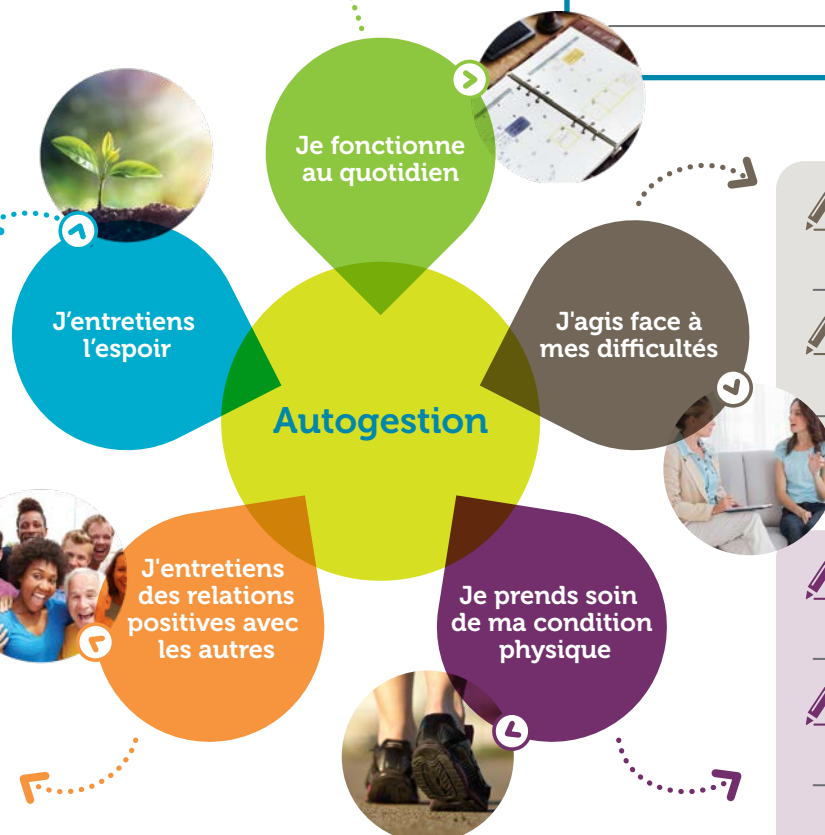 Je fonctionne
au quotidien
J’entretiens
l’espoir
J'agis face à
mes difficultés
Autogestion
J'entretiens
des relations
positives avec
les autres
Je prends soin
de ma condition
physique